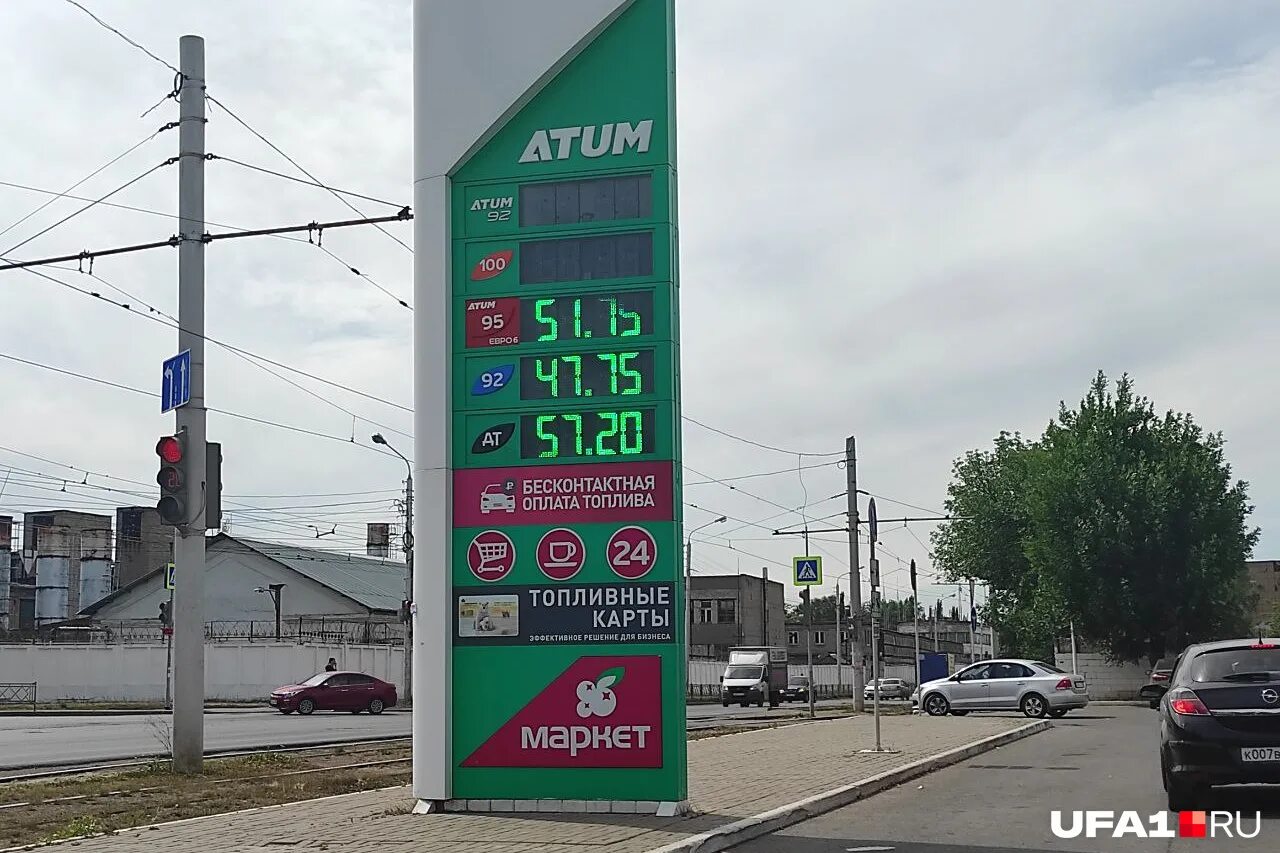 ATUM
ATUM
92
100
ATUM
95
ЕВРО 6
51.75
92
47.75
АТ
57.20
БЕСКОНТАКТНАЯ
ОПЛАТА ТОПЛИВА
24
ТОПЛИВНЫЕ
КАРТЫ
ЭФФЕКТИВНОЕ РЕШЕНИЕ ДЛЯ БИЗНЕСА
маркет
К007
UFA1.RU